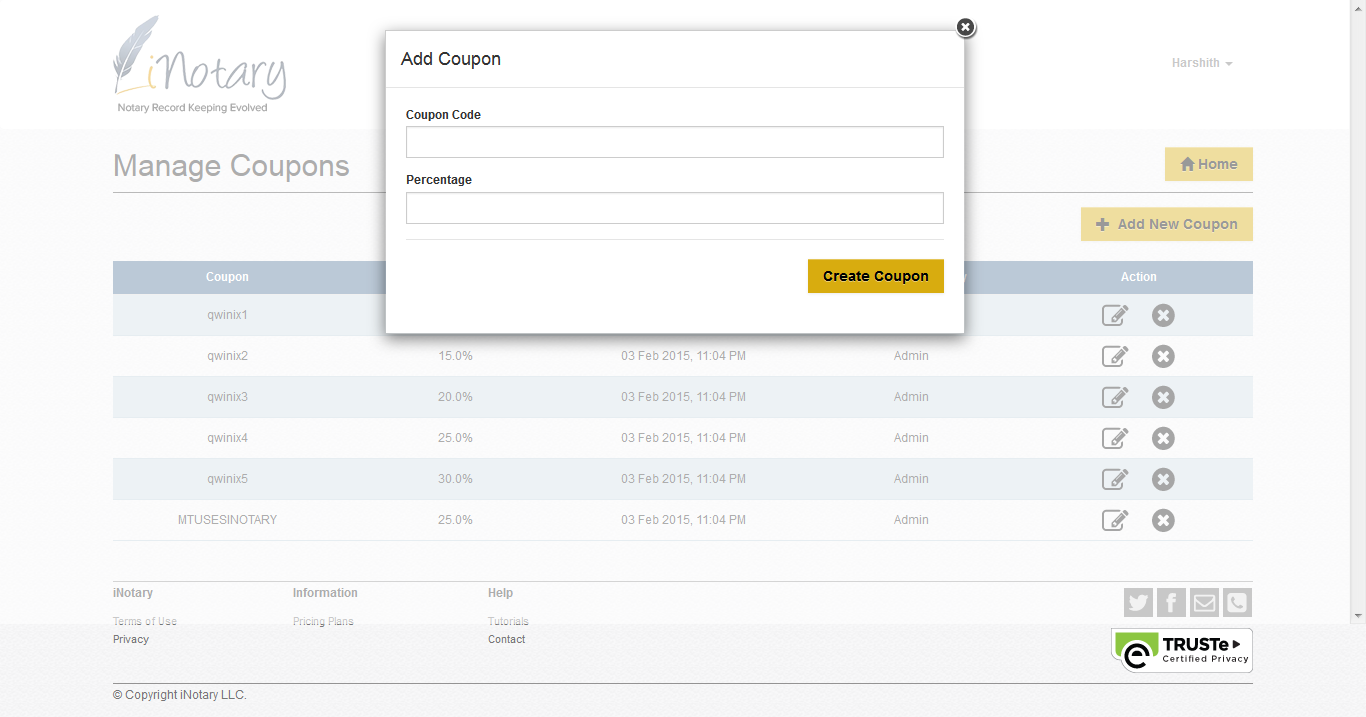 iNotary
Notary Record Keeping Evolved
Harshith
Add Coupon
Coupon Code
Percentage
Create Coupon
Manage Coupons
Home
Add New Coupon
Coupon Action
qwinix1
qwinix2 15.0% 03 Feb 2015, 11:04 PM Admin
qwinix3 20.0% 03 Feb 2015, 11:04 PM Admin
qwinix4 25.0% 03 Feb 2015, 11:04 PM Admin
qwinix5 30.0% 03 Feb 2015, 11:04 PM Admin
MTUSESINOTARY 25.0% 03 Feb 2015, 11:04 PM Admin
iNotary Information Help
Terms of Use Pricing Plans Tutorials
Privacy Contact
TRUSTe
Certified Privacy
© Copyright iNotary LLC.